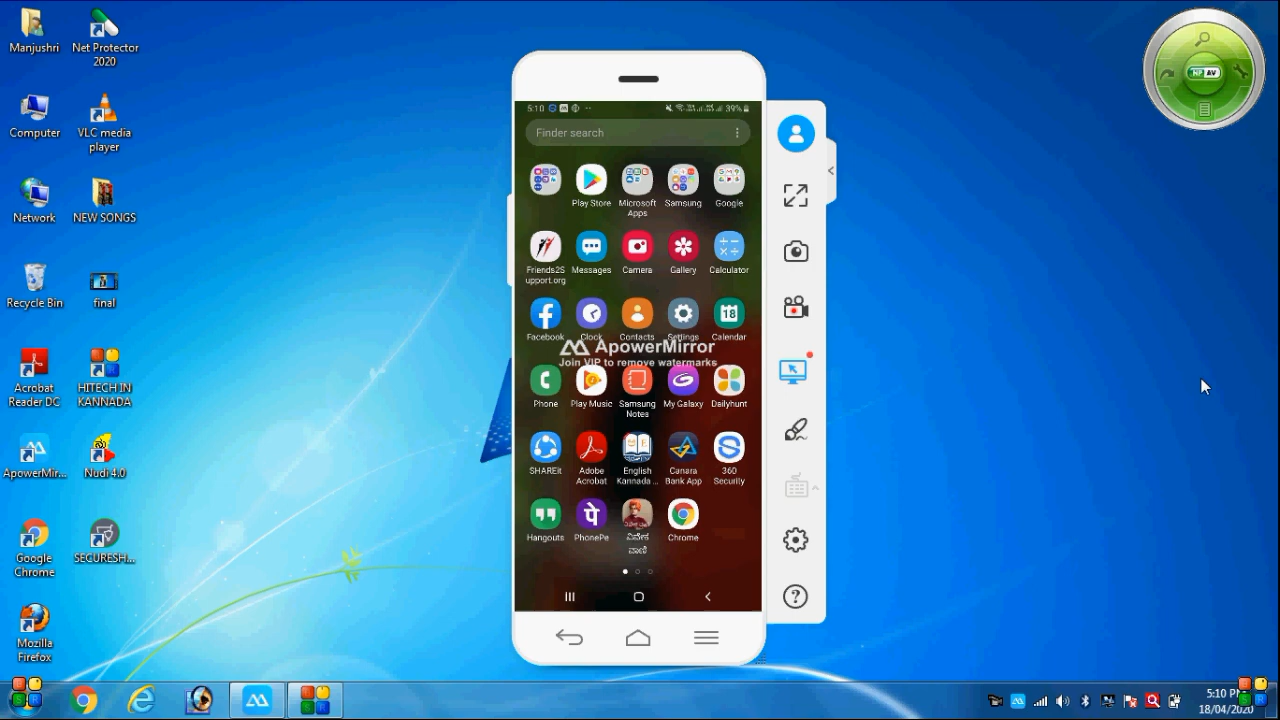 Manjushri
Net Protector
2020
Computer
VLC media
player
Network
NEW SONGS
Recycle Bin
final
Acrobat
Reader DC
HITECH IN
KANNADA
ApowerMir...
Nudi 4.0
Google
Chrome
SECURESH...
Mozilla
Firefox
5:10
39%
Finder search
Play Store
Microsoft
Apps
Samsung
Google
Friends2S
upport.org
Messages
Camera
Gallery
Calculator
18
Facebook
Clock
Contacts
Settings
Calendar
ApowerMirror
Join VIP to remove watermarks
Phone
Play Music
Samsung
Notes
My Galaxy
Dailyhunt
SHAREit
Adobe
Acrobat
English
Kannada ...
Canara
Bank App
360
Security
Hangouts
PhonePe
ವಿವೇಕ
ವಾಣಿ
Chrome
NP AV
5:10 PM
18/04/2020